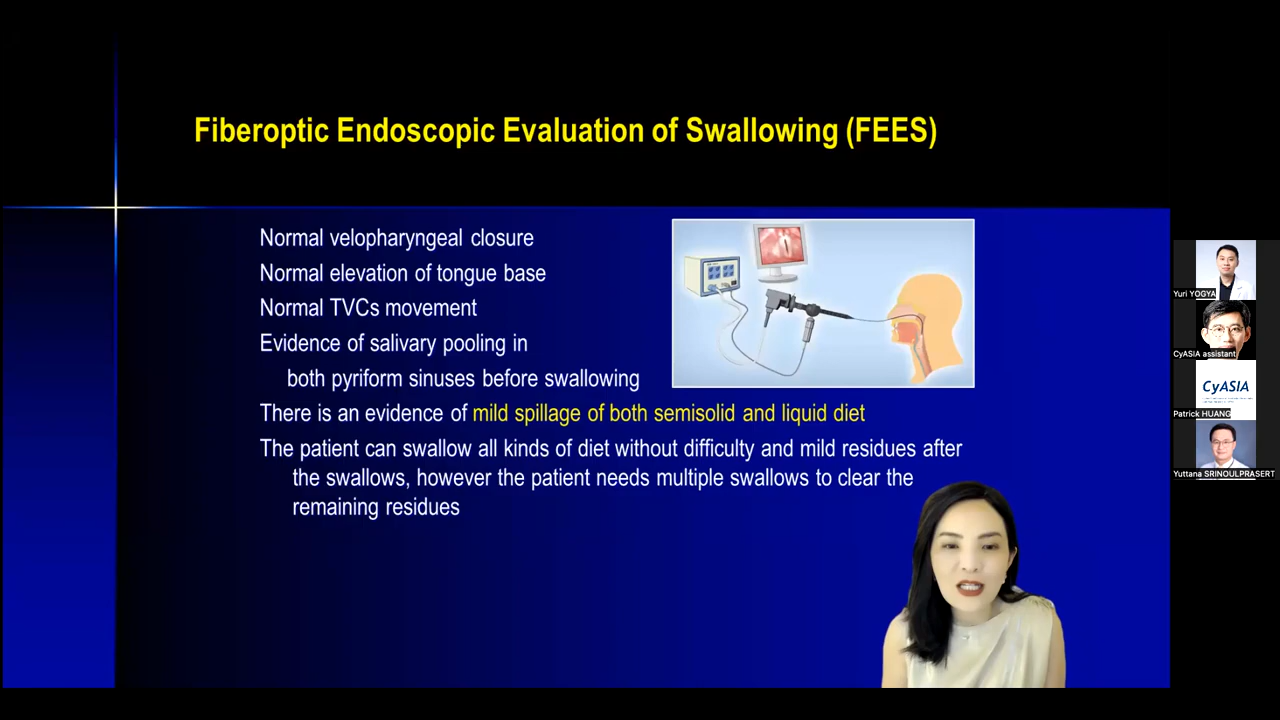 Fiberoptic Endoscopic Evaluation of Swallowing (FEES)
Normal velopharyngeal closure
Normal elevation of tongue base
Normal TVCs movement
Evidence of salivary pooling in
both pyriform sinuses before swallowing
There is an evidence of mild spillage of both semisolid and liquid diet
The patient can swallow all kinds of diet without difficulty and mild residues after
the swallows, however the patient needs multiple swallows to clear the
remaining residues
Yuri YOGYA
CyASIA assistant
CyASIA
Patrick HUANG
Yuttana SRINOULPRASERT